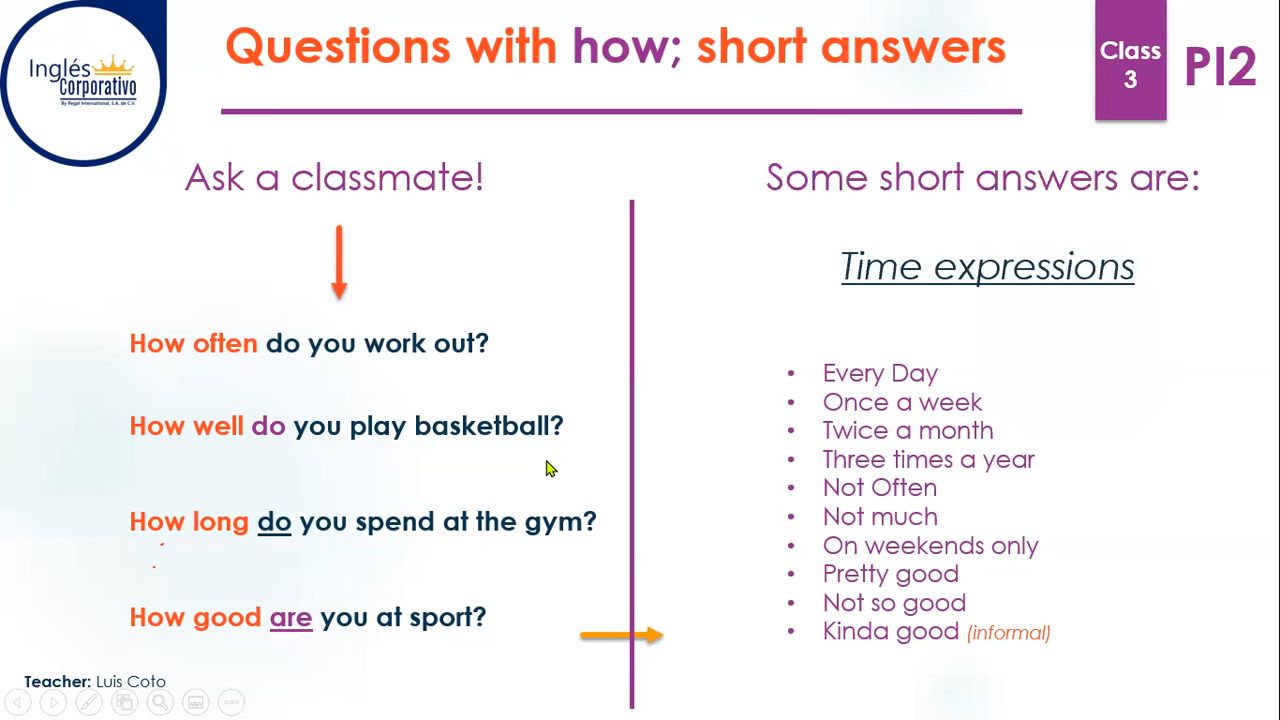 Inglés
Corporativo
By Regal International, S.A. de C.V.
Questions with how; short answers
Class
3
PI2
Ask a classmate!
How often do you work out?
How well do you play basketball?
How long do you spend at the gym?
How good are you at sport?
Teacher: Luis Coto
Some short answers are:
Time expressions
• Every Day
• Once a week
• Twice a month
• Three times a year
• Not Often
• Not much
• On weekends only
• Pretty good
• Not so good
• Kinda good (informal)